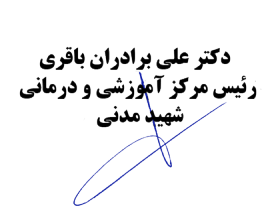 دکتر علی برادران باقری
رئیس مرکز آموزشی و درمانی
شهید مدنی